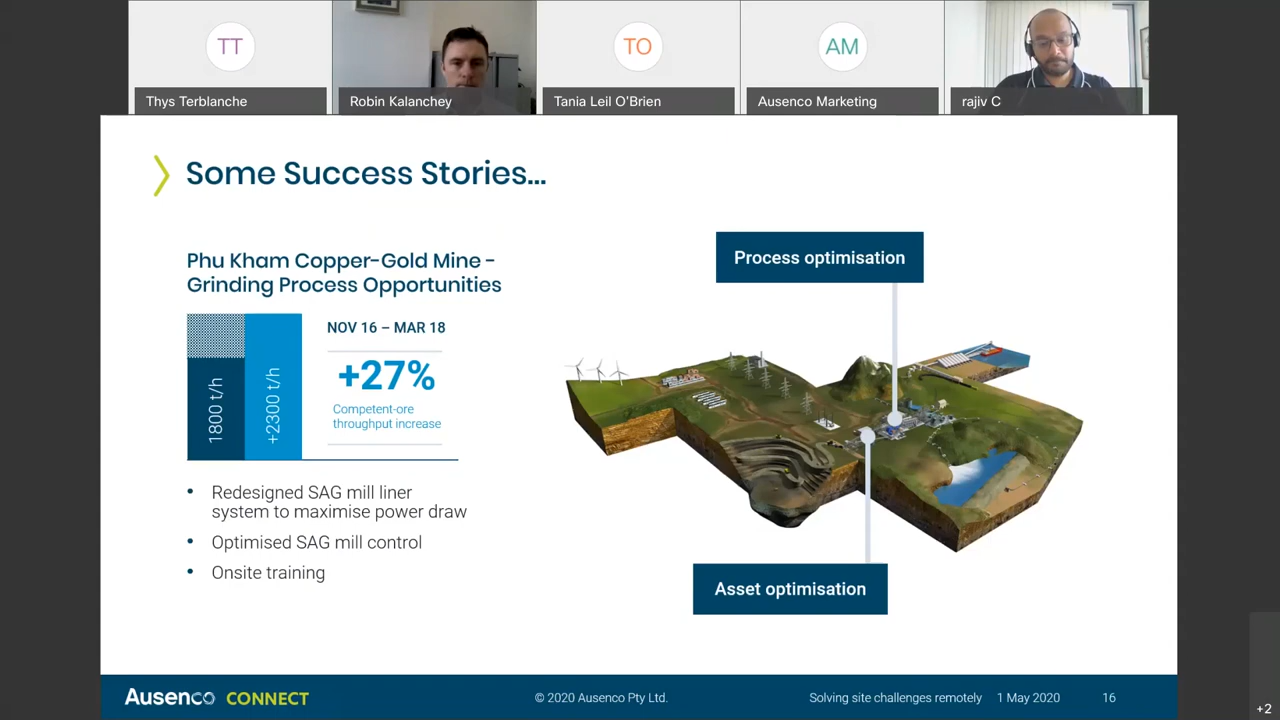 TT
TO
AM
Thys Terblanche
Robin Kalanchey
Tania Leil O'Brien
Ausenco Marketing
rajiv C
Some Success Stories...
Phu Kham Copper-Gold Mine -
Grinding Process Opportunities
1800 t/h
+2300 t/h
NOV 16 – MAR 18
+27%
Competent-ore
throughput increase
Redesigned SAG mill liner
system to maximise power draw
Optimised SAG mill control
Onsite training
Process optimisation
Asset optimisation
Ausenco CONNECT
© 2020 Ausenco Pty Ltd.
Solving site challenges remotely 1 May 2020 16
+2